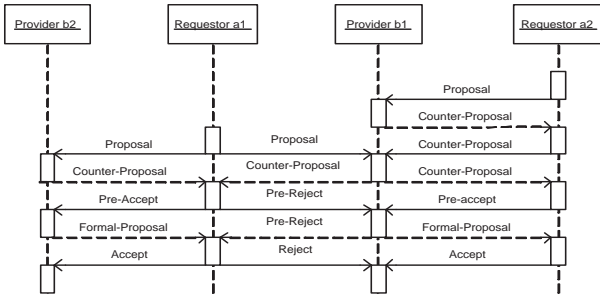 Provider b2 Requestor a1 Provider b1 Requestor a2
Proposal
Counter-Proposal
Proposal Proposal Counter-Proposal
Counter-Proposal Counter-Proposal Counter-Proposal
Pre-Accept Pre-Reject Pre-accept
Formal-Proposal Pre-Reject Formal-Proposal
Accept Reject Accept